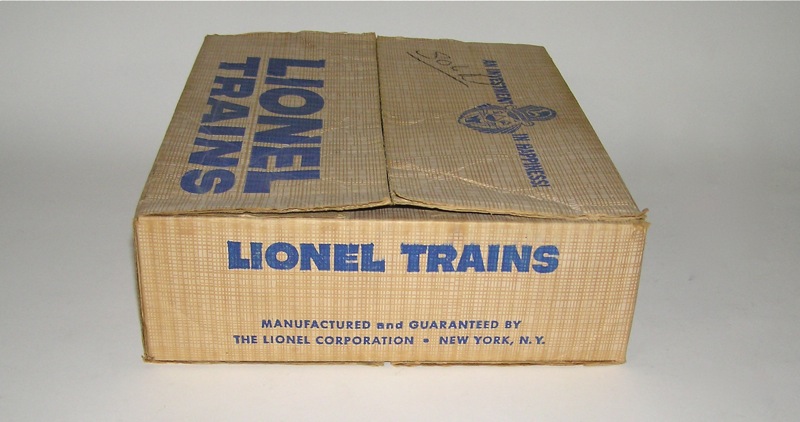 LIONEL
TRAINS
AN INVESTMENT
IN HAPPINESS!
LIONEL TRAINS
MANUFACTURED and GUARANTEED BY
THE LIONEL CORPORATION • NEW YORK, N.Y.